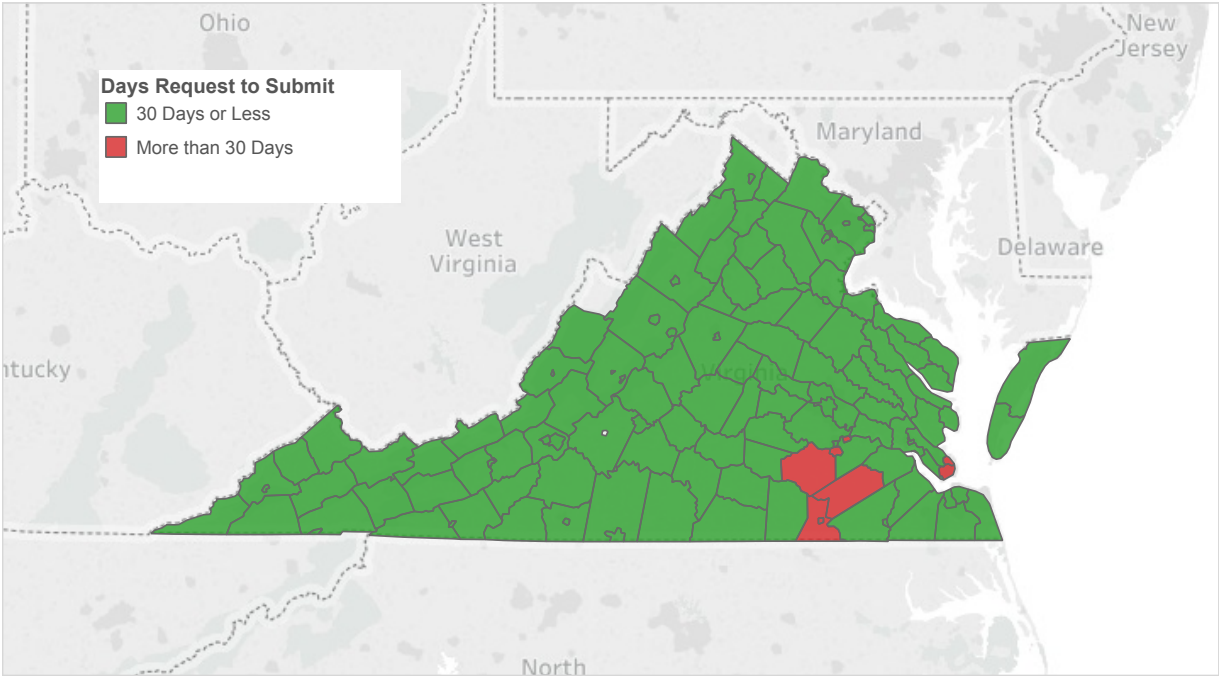 Ohio
New
Jersey
Days Request to Submit
30 Days or Less
More than 30 Days
Maryland
West
Virginia
Delaware
ntucky
Virginia
North